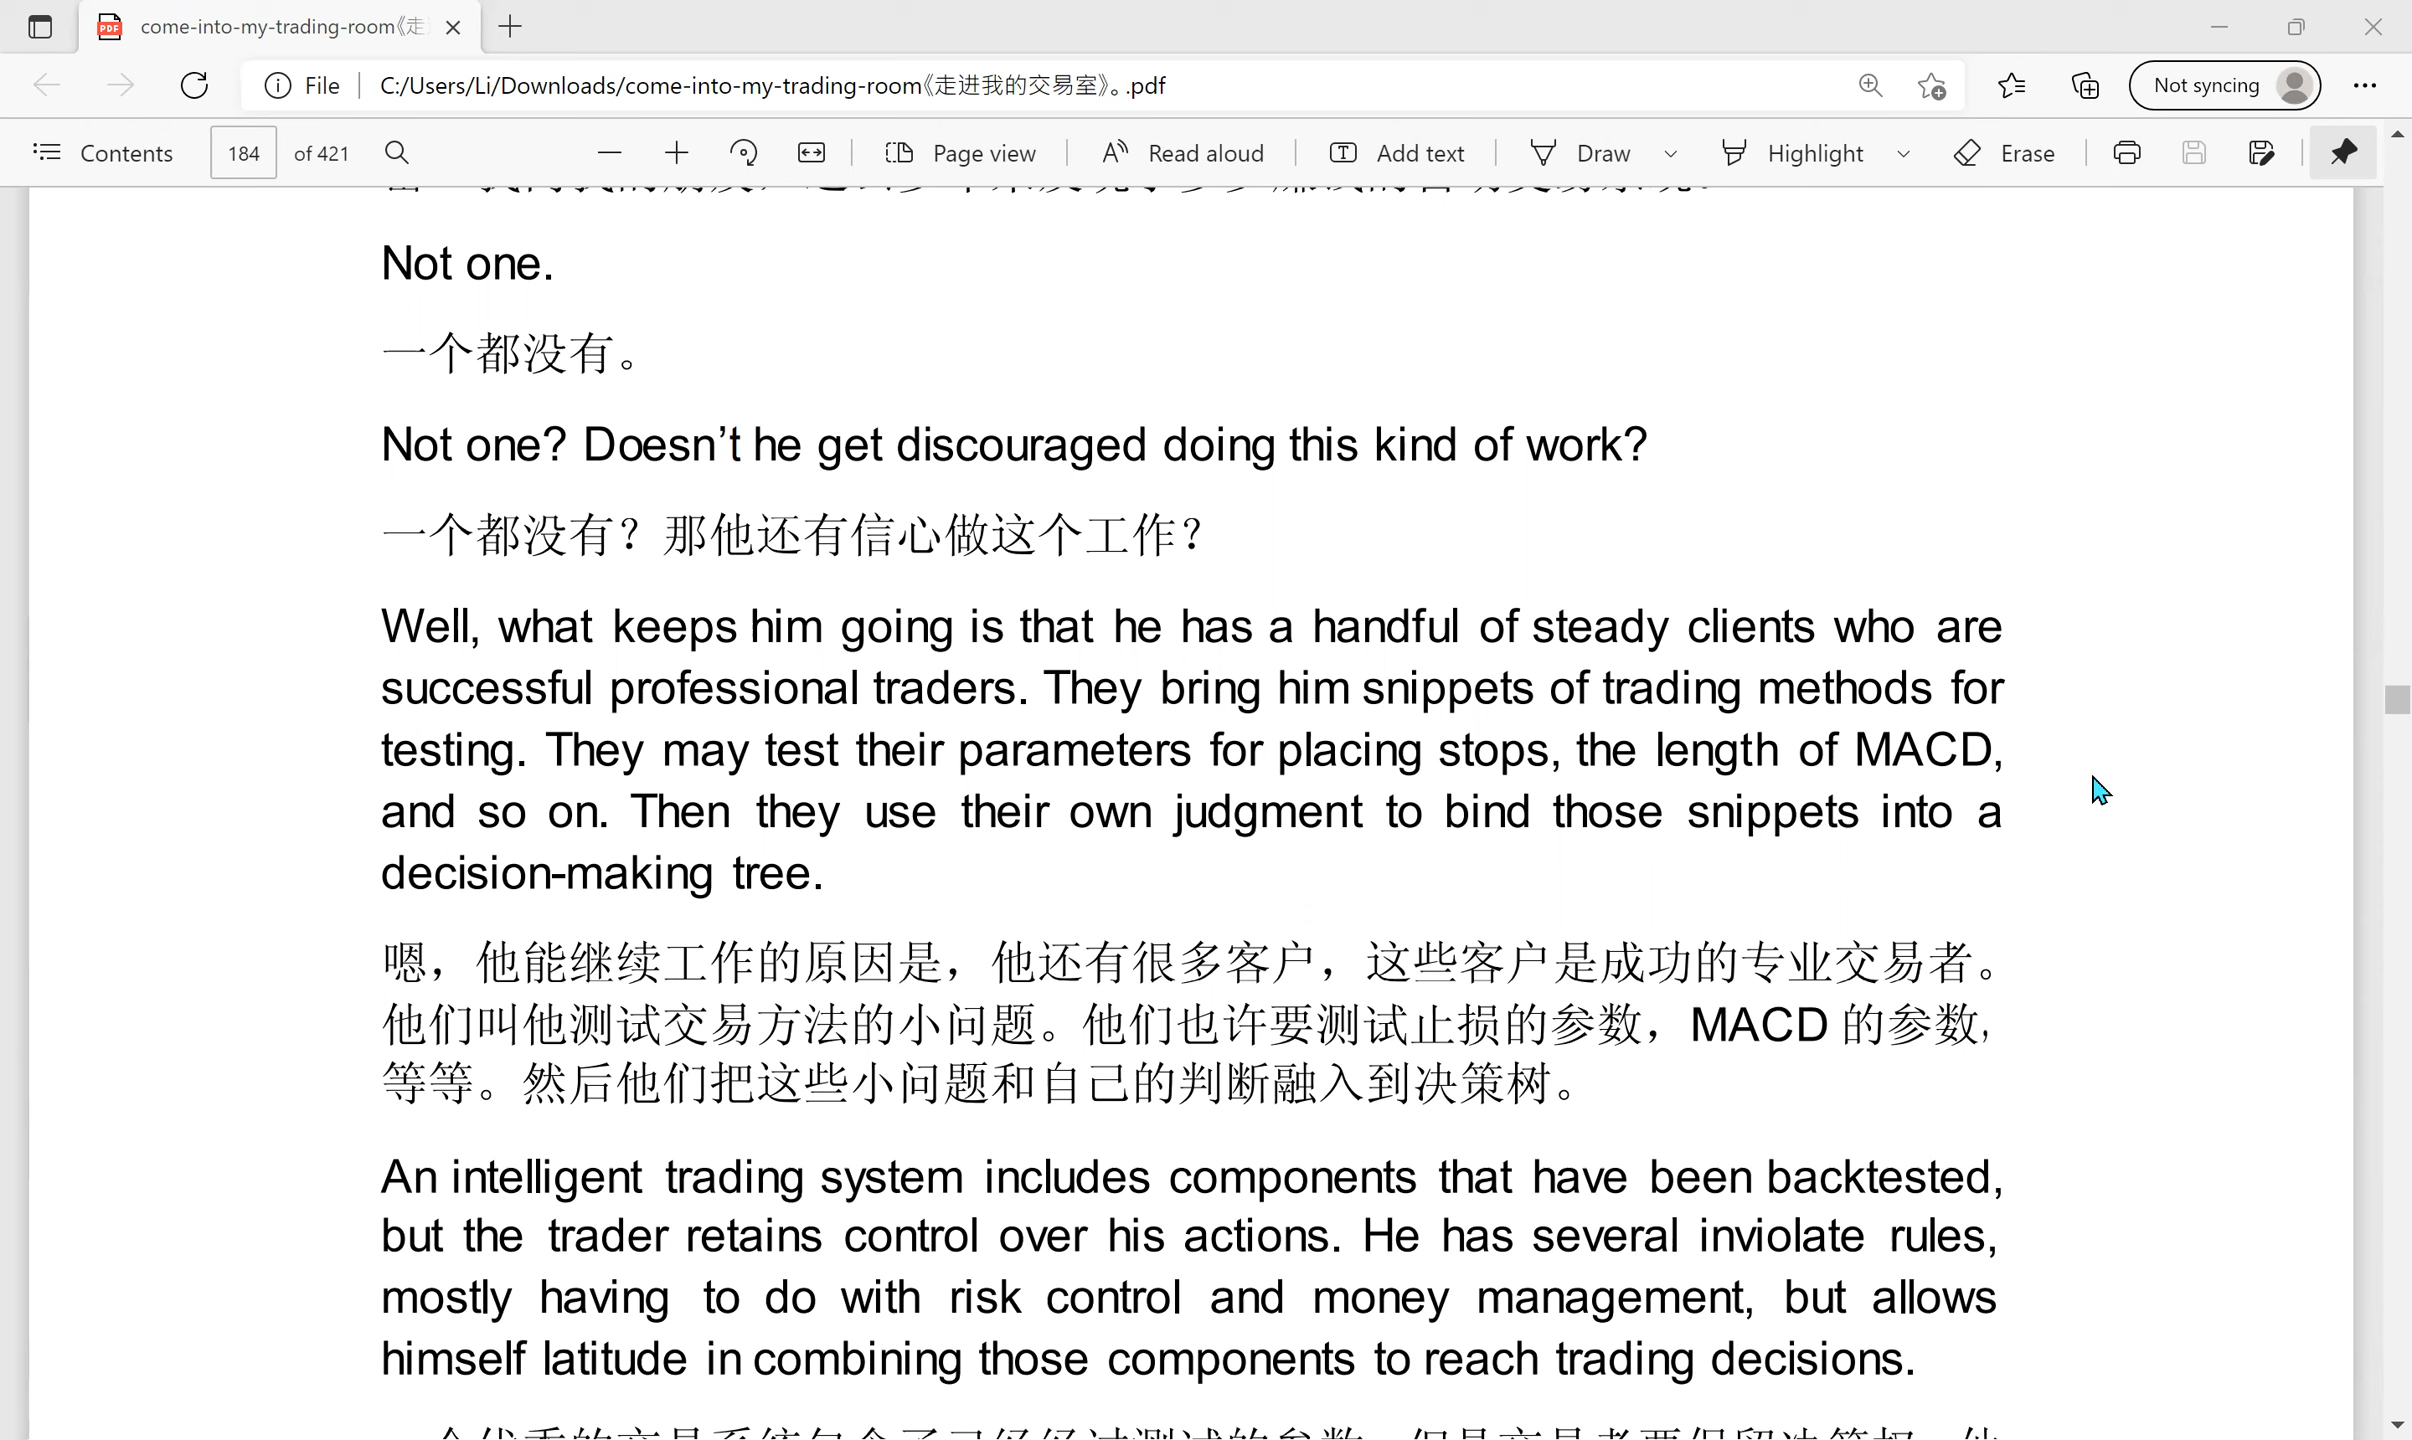 come-into-my-trading-room《走
File C:/Users/Li/Downloads/come-into-my-trading-room《走进我的交易室》。.pdf Not syncing
Contents 184 of 421 Page view Read aloud Add text Draw Highlight Erase
Not one.
一个都没有。
Not one? Doesn’t he get discouraged doing this kind of work?
一个都没有？那他还有信心做这个工作？
Well, what keeps him going is that he has a handful of steady clients who are
successful professional traders. They bring him snippets of trading methods for
testing. They may test their parameters for placing stops, the length of MACD,
and so on. Then they use their own judgment to bind those snippets into a
decision-making tree.
嗯，他能继续工作的原因是，他还有很多客户，这些客户是成功的专业交易者。
他们叫他测试交易方法的小问题。他们也许要测试止损的参数，MACD 的参数，
等等。然后他们把这些小问题和自己的判断融入到决策树。
An intelligent trading system includes components that have been backtested,
but the trader retains control over his actions. He has several inviolate rules,
mostly having to do with risk control and money management, but allows
himself latitude in combining those components to reach trading decisions.